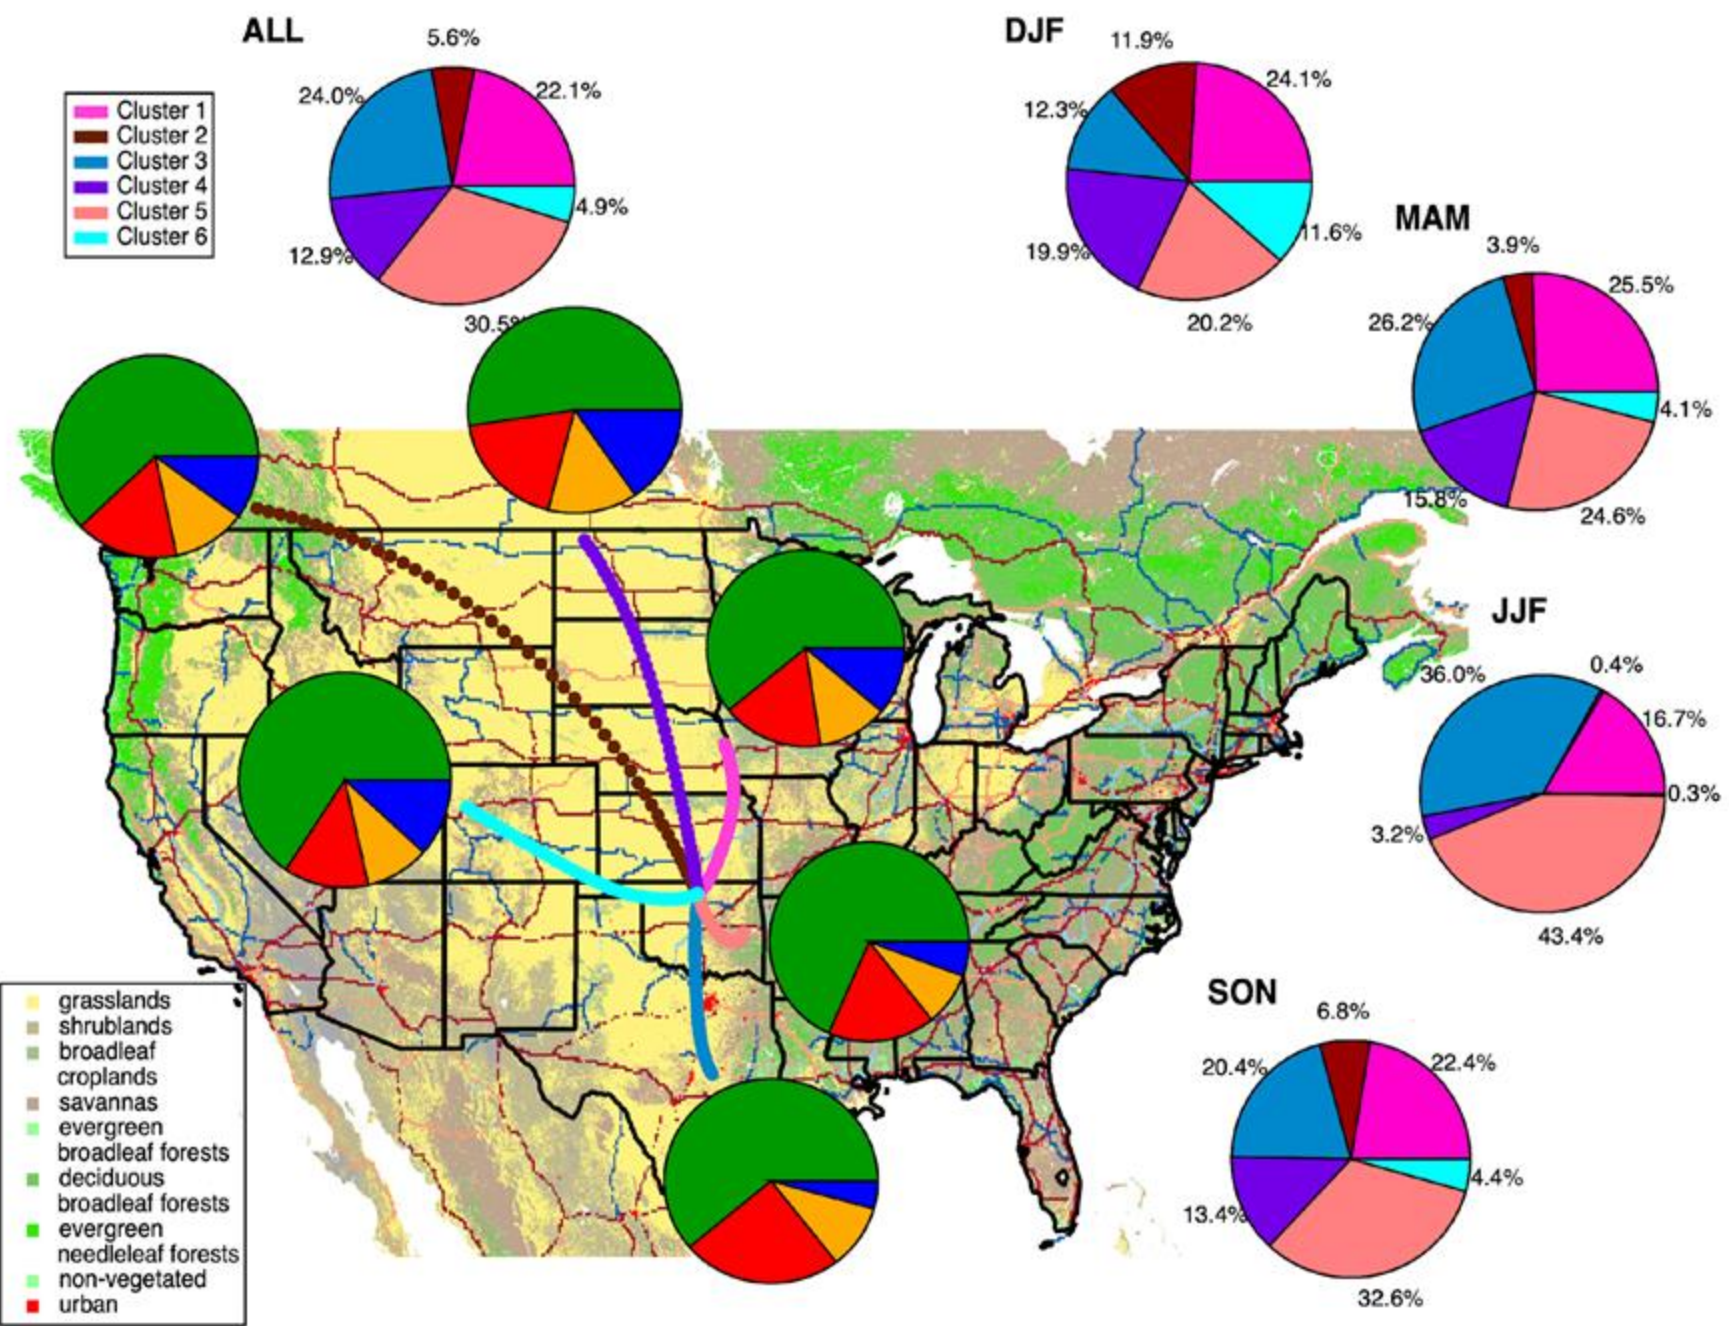 ALL
5.6%
22.1%
24.0%
4.9%
12.9%
30.5%
Cluster 1
Cluster 2
Cluster 3
Cluster 4
Cluster 5
Cluster 6
DJF
11.9%
24.1%
12.3%
11.6%
19.9%
20.2%
MAM
3.9%
25.5%
26.2%
4.1%
15.8%
24.6%
JJF
0.4%
36.0%
16.7%
0.3%
3.2%
43.4%
SON
6.8%
22.4%
20.4%
4.4%
13.4%
32.6%
grasslands
shrublands
broadleaf
croplands
savannas
evergreen
broadleaf forests
deciduous
broadleaf forests
evergreen
needleleaf forests
non-vegetated
urban